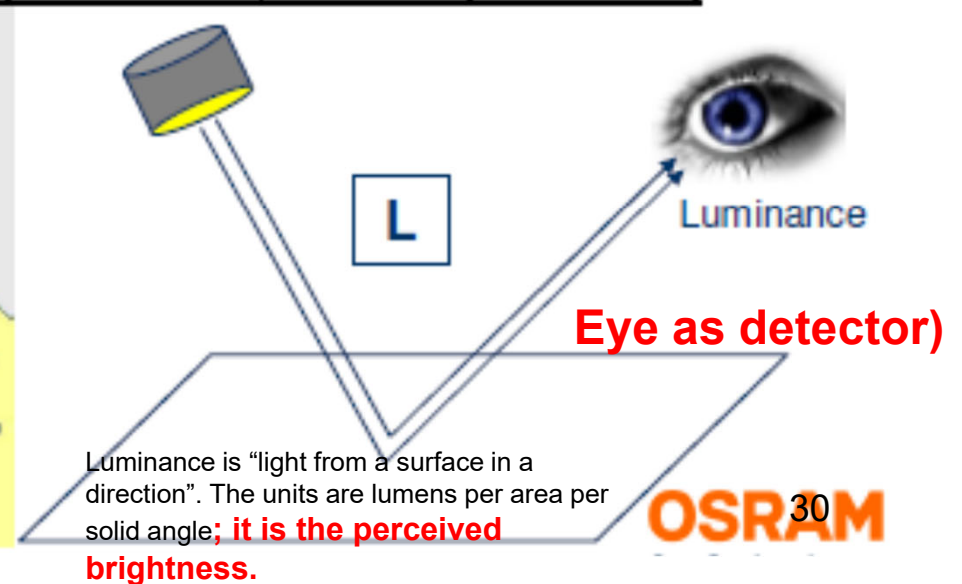 L
Luminance
Eye as detector)
Luminance is “light from a surface in a
direction”. The units are lumens per area per
solid angle; it is the perceived
brightness.
OSRAM
30